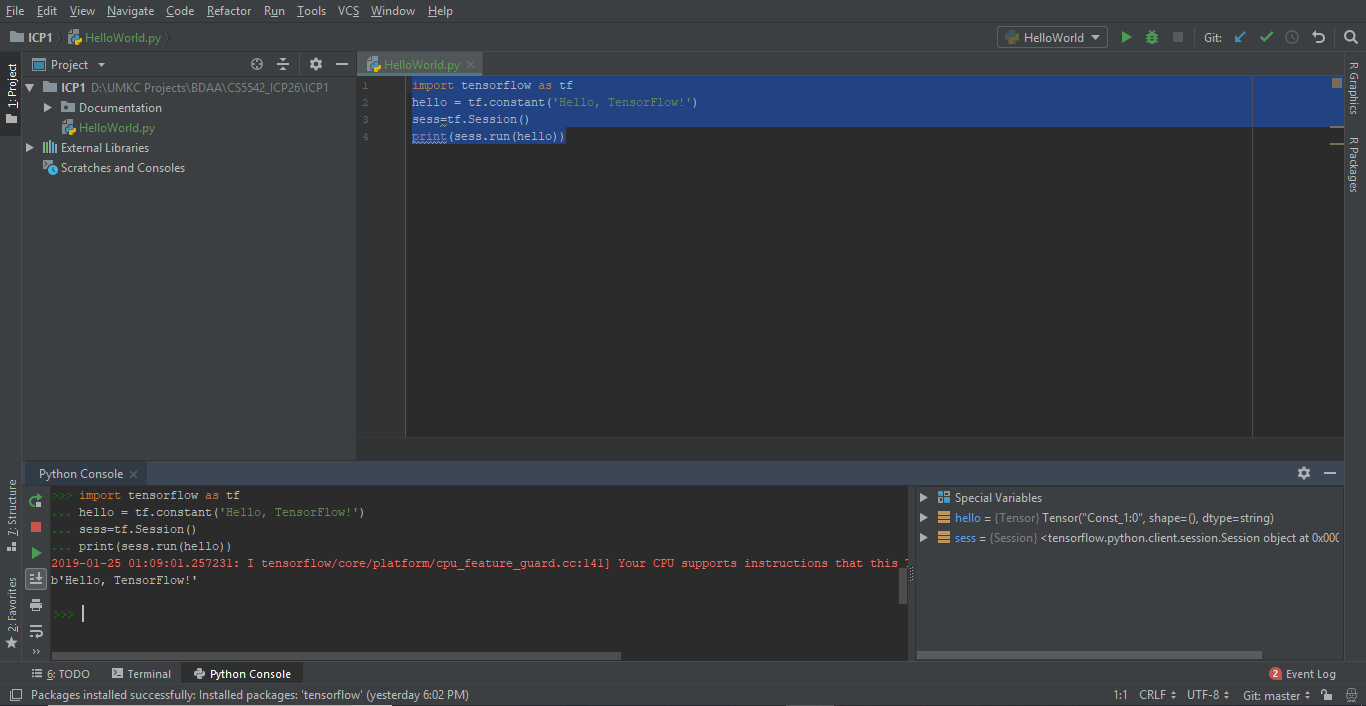 File Edit View Navigate Code Refactor Run Tools VCS Window Help
ICP1 HelloWorld.py HelloWorld Git:
1: Project
Project
HelloWorld.py
ICP1 D:\UMKC Projects\BDAA\CS5542_ICP26\ICP1
Documentation
HelloWorld.py
External Libraries
Scratches and Consoles
1 import tensorflow as tf
2 hello = tf.constant('Hello, TensorFlow!')
3 sess=tf.Session()
4 print(sess.run(hello))
R Graphics
R Packages
Python Console
>>> import tensorflow as tf
... hello = tf.constant('Hello, TensorFlow!')
... sess=tf.Session()
... print(sess.run(hello))
2019-01-25 01:09:01.257231: I tensorflow/core/platform/cpu_feature_guard.cc:141] Your CPU supports instructions that this
b'Hello, TensorFlow!'
>>>
Special Variables
hello = {Tensor} Tensor("Const_1:0", shape=(), dtype=string)
sess = {Session} <tensorflow.python.client.session.Session object at 0x000
7: Structure
2: Favorites
6: TODO Terminal Python Console 2 Event Log
Packages installed successfully: Installed packages: 'tensorflow' (yesterday 6:02 PM) 1:1 CRLF UTF-8 Git: master